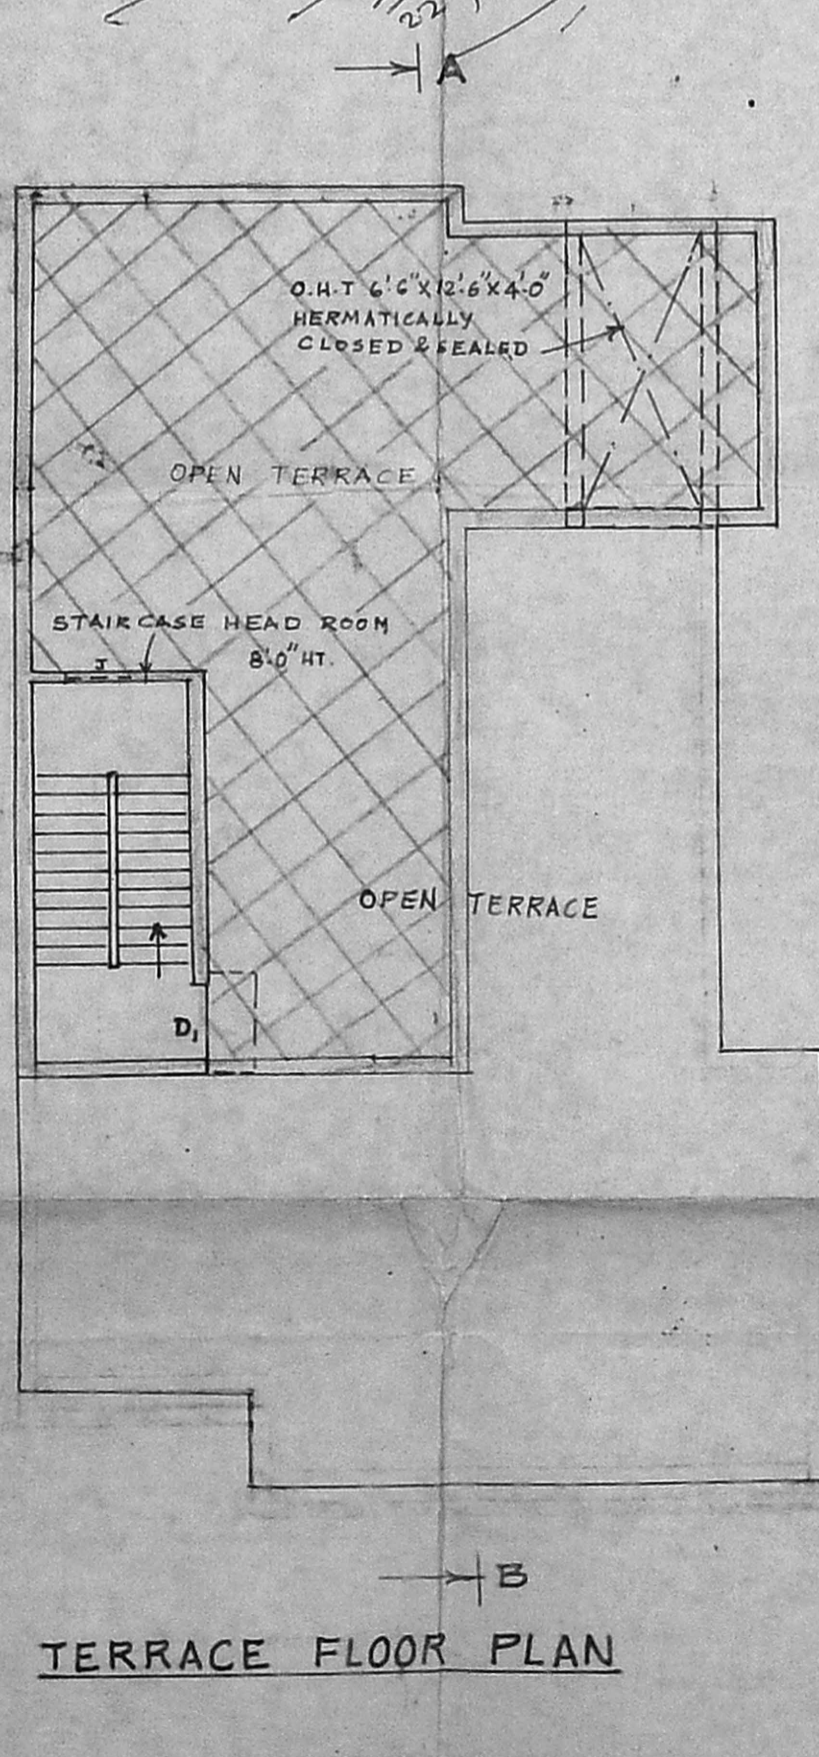 22
A
O.H.T 6'.6"X12'.6"X4'.0"
HERMATICALLY
CLOSED & SEALED
OPEN TERRACE
STAIRCASE HEAD ROOM
8'.0" HT.
J
OPEN TERRACE
D1
B
TERRACE FLOOR PLAN